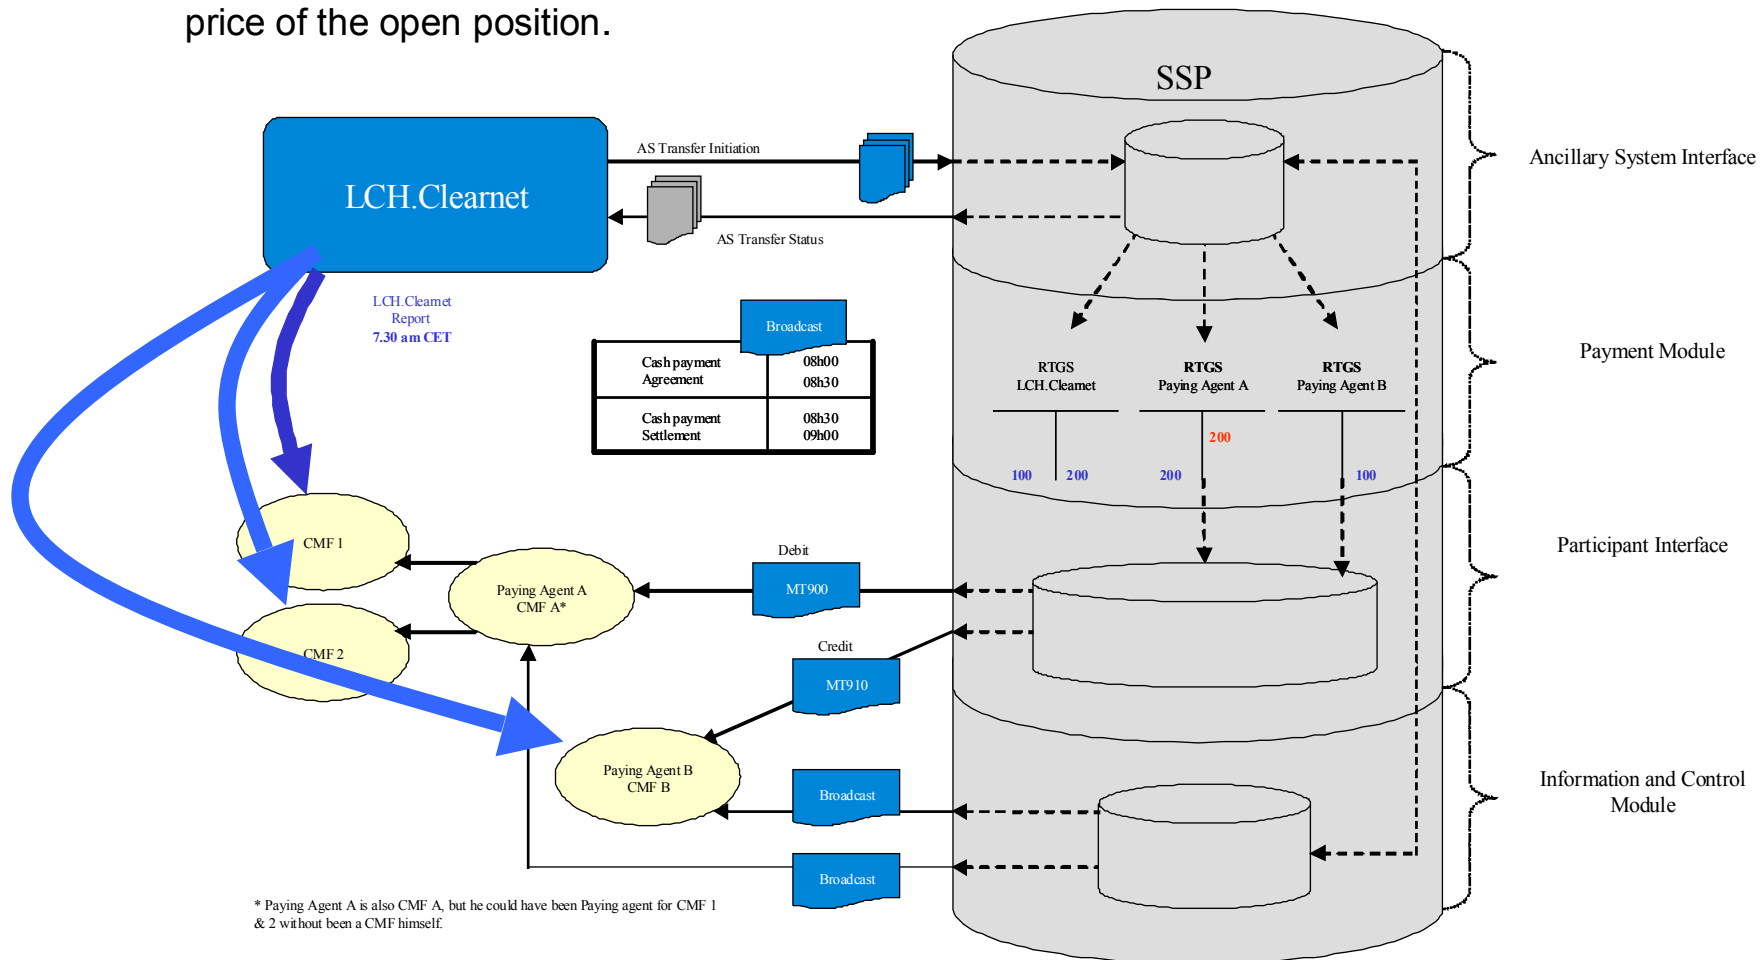 price of the open position.
SSP
LCH.Clearnet
AS Transfer Initiation
AS Transfer Status
Ancillary System Interface
LCH.Clearnet
Report
7.30 am CET
Broadcast
Cash payment 08h00
Agreement 08h30
Cash payment 08h30
Settlement 09h00
RTGS
LCH.Clearnet
RTGS
Paying Agent A
RTGS
Paying Agent B
Payment Module
200
100 200 200 100
CMF 1
Debit
MT900
Paying Agent A
CMF A*
Participant Interface
CMF 2
Credit
MT910
Paying Agent B
CMF B
Broadcast
Information and Control
Module
Broadcast
* Paying Agent A is also CMF A, but he could have been Paying agent for CMF 1
& 2 without been a CMF himself.